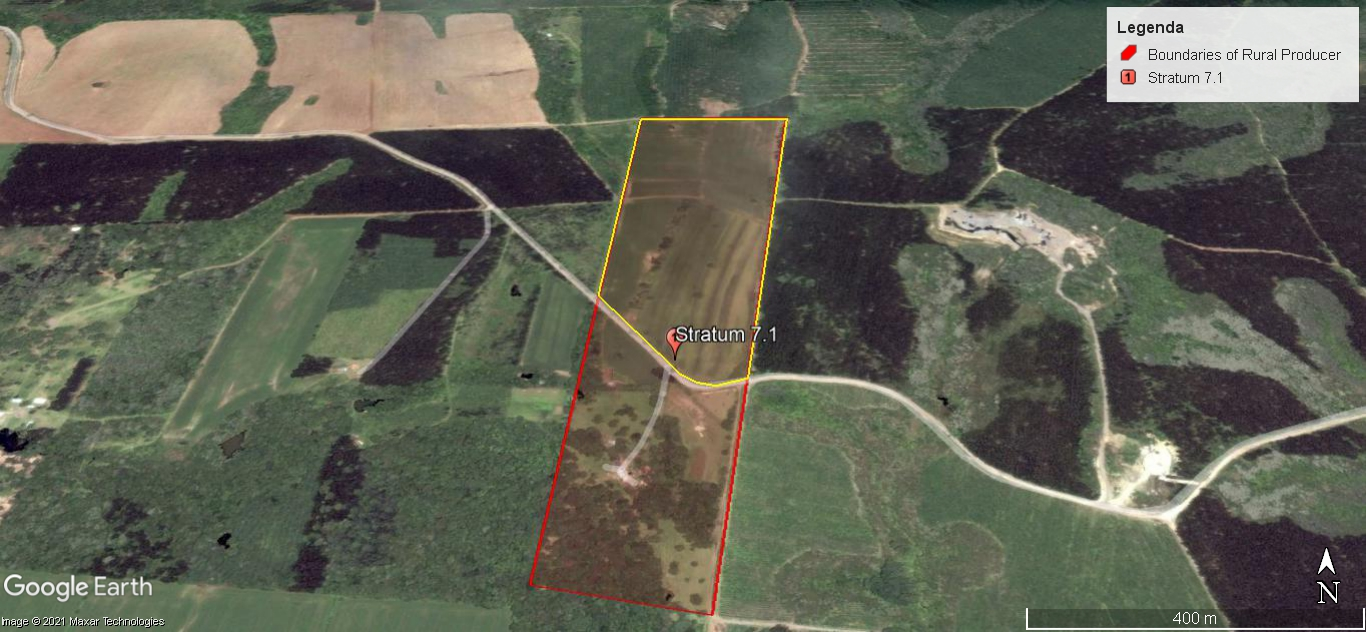 Legenda
Boundaries of Rural Producer
1 Stratum 7.1
Stratum 7.1
Google Earth
Image © 2021 Maxar Technologies
400 m
N